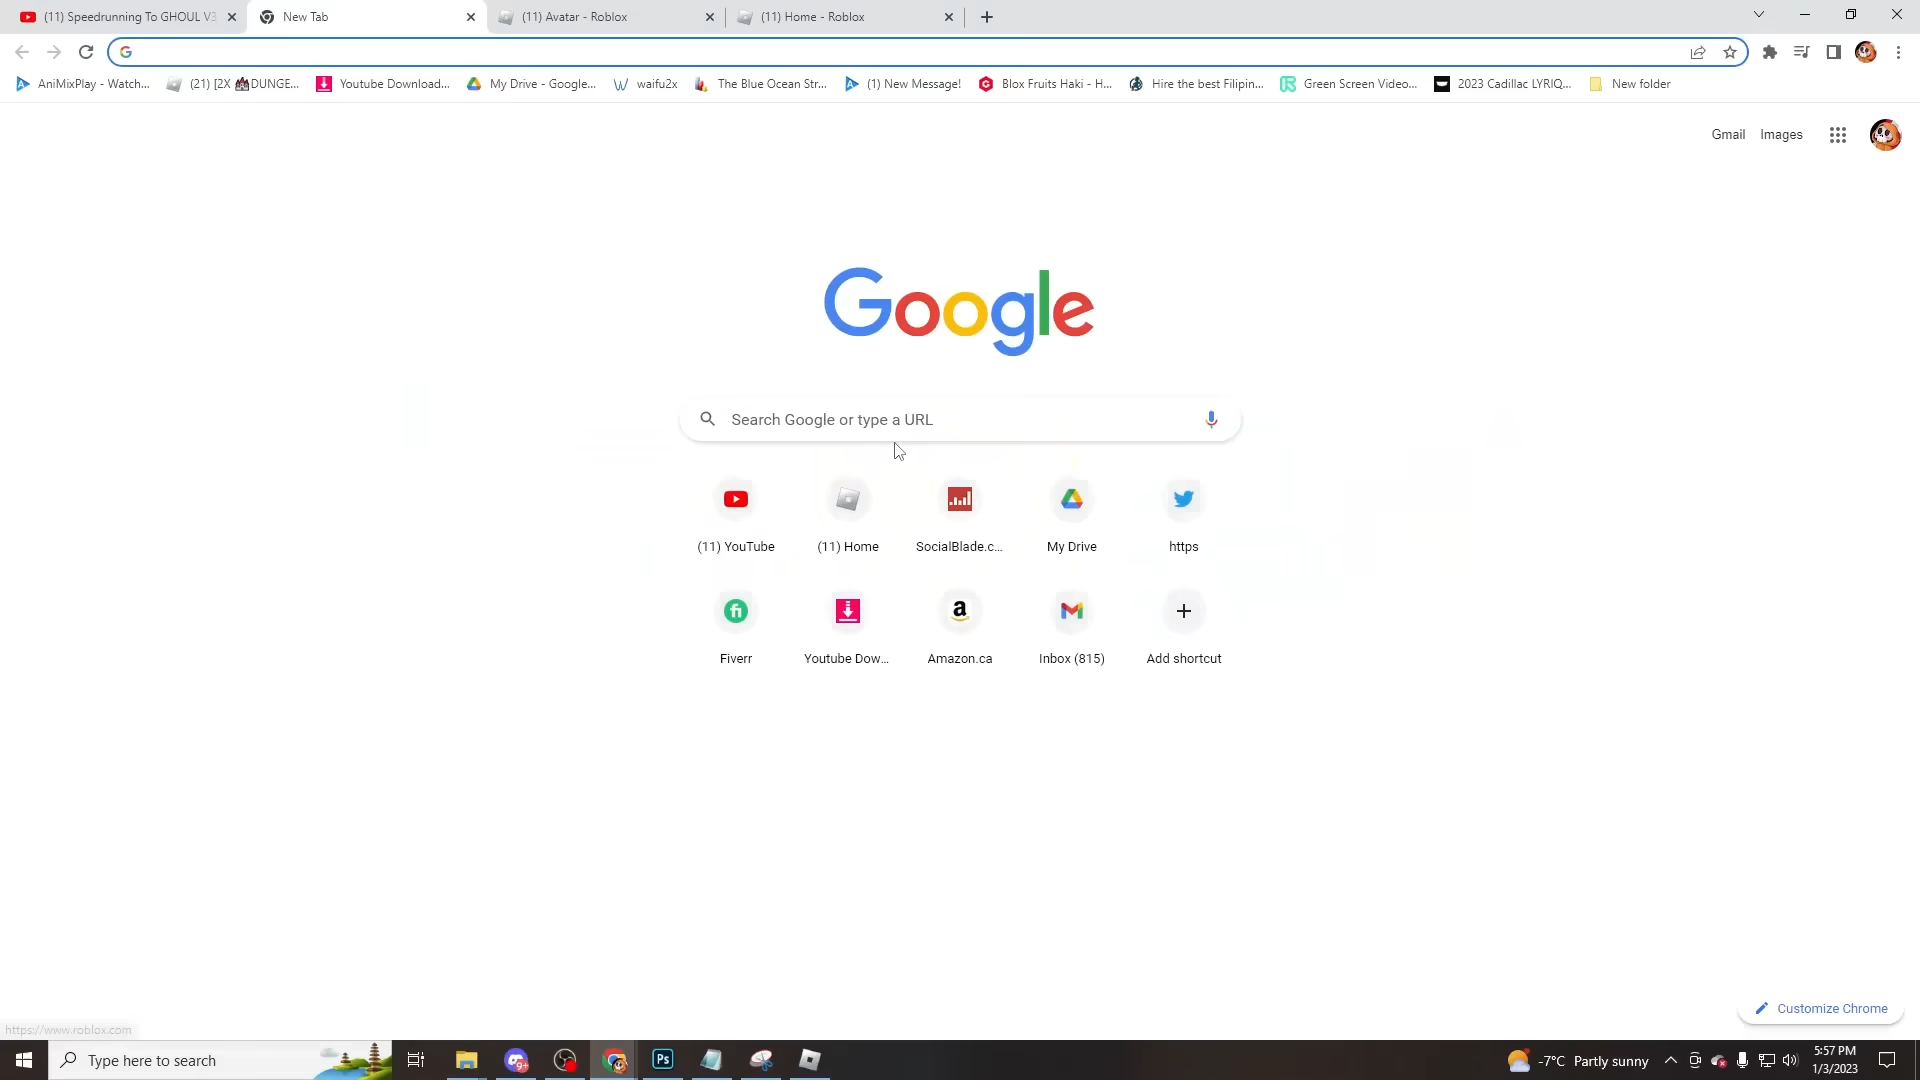 (11) Speedrunning To GHOUL V3
New Tab
(11) Avatar - Roblox
(11) Home - Roblox
AniMixPlay - Watch...
(21) [2X 🏰DUNGE...
Youtube Download...
My Drive - Google...
waifu2x
The Blue Ocean Str...
(1) New Message!
Blox Fruits Haki - H...
Hire the best Filipin...
Green Screen Video...
2023 Cadillac LYRIQ...
New folder
Gmail
Images
Google
Search Google or type a URL
(11) YouTube
(11) Home
SocialBlade.c...
My Drive
https
Fiverr
Youtube Dow...
Amazon.ca
Inbox (815)
Add shortcut
Customize Chrome
https://www.roblox.com
Type here to search
9+
Ps
-7°C Partly sunny
5:57 PM
1/3/2023